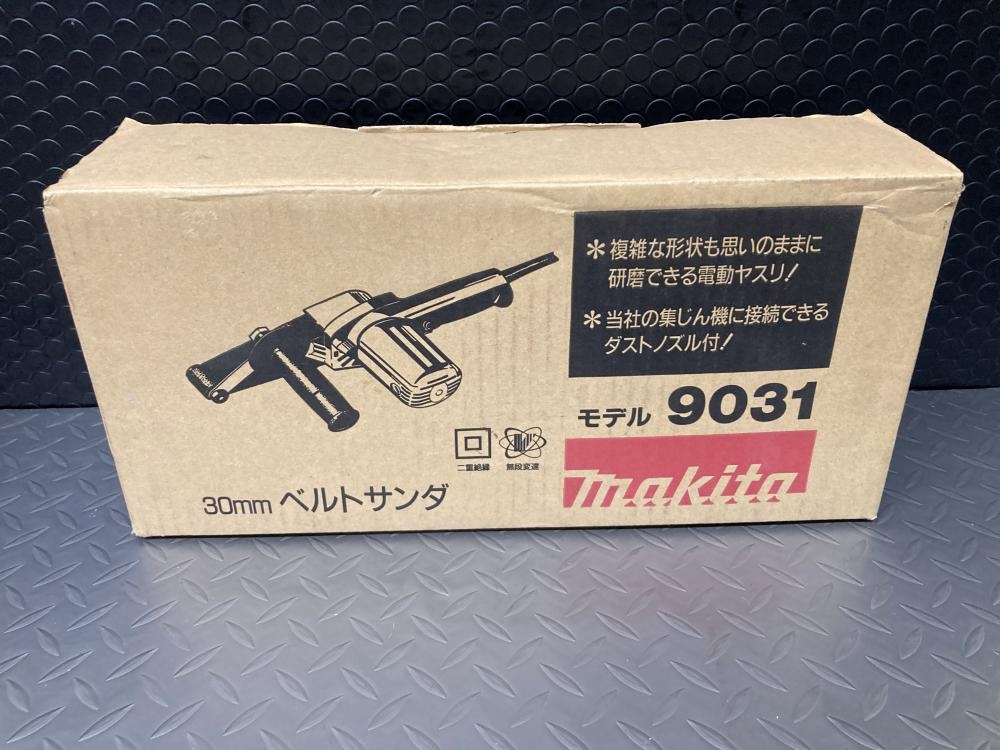 ＊複雑な形状も思いのままに
研磨できる電動ヤスリ!
＊当社の集じん機に接続できる
ダストノズル付!
モデル 9031
二重絶縁 無段変速
makita
30mm ベルトサンダ